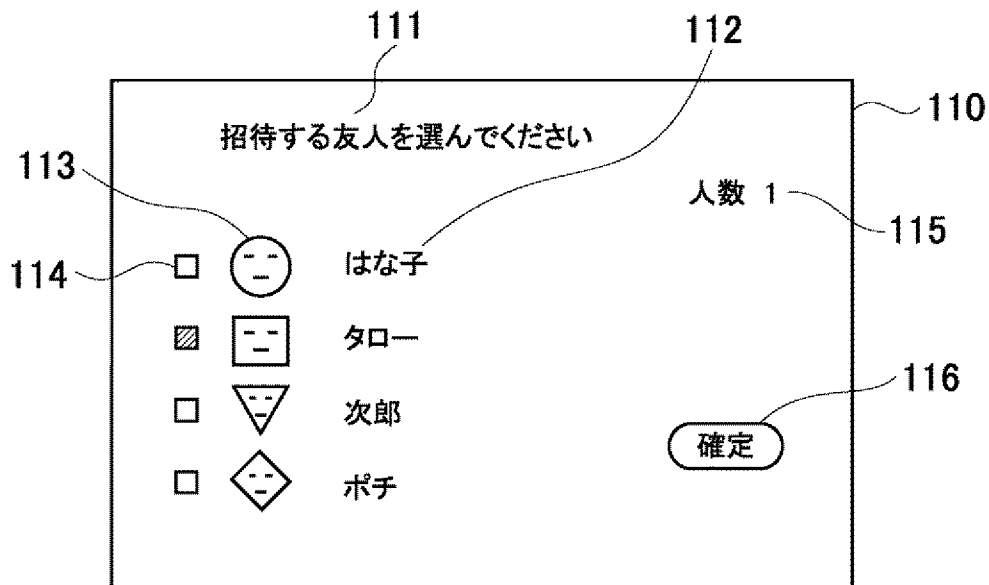 111
112
110
招待する友人を選んでください
113
人数 1
115
114
はな子
タロー
次郎
116
確定
ポチ